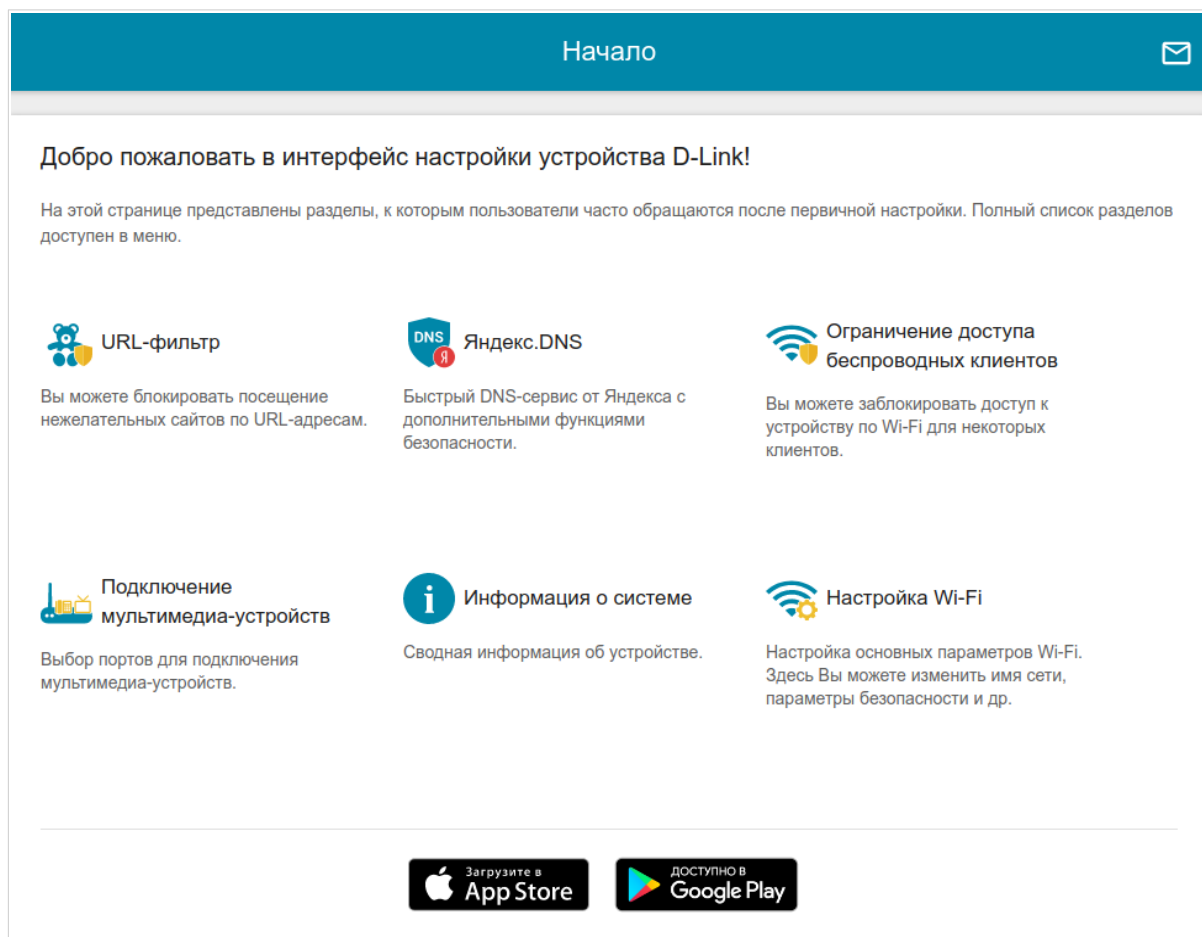 Начало
Добро пожаловать в интерфейс настройки устройства D-Link!
На этой странице представлены разделы, к которым пользователи часто обращаются после первичной настройки. Полный список разделов
доступен в меню.
URL-фильтр
Вы можете блокировать посещение
нежелательных сайтов по URL-адресам.
DNS
Я
Яндекс.DNS
Быстрый DNS-сервис от Яндекса с
дополнительными функциями
безопасности.
Ограничение доступа
беспроводных клиентов
Вы можете заблокировать доступ к
устройству по Wi-Fi для некоторых
клиентов.
Подключение
мультимедиа-устройств
Выбор портов для подключения
мультимедиа-устройств.
i
Информация о системе
Сводная информация об устройстве.
Настройка Wi-Fi
Настройка основных параметров Wi-Fi.
Здесь Вы можете изменить имя сети,
параметры безопасности и др.
Загрузите в
App Store
ДОСТУПНО В
Google Play